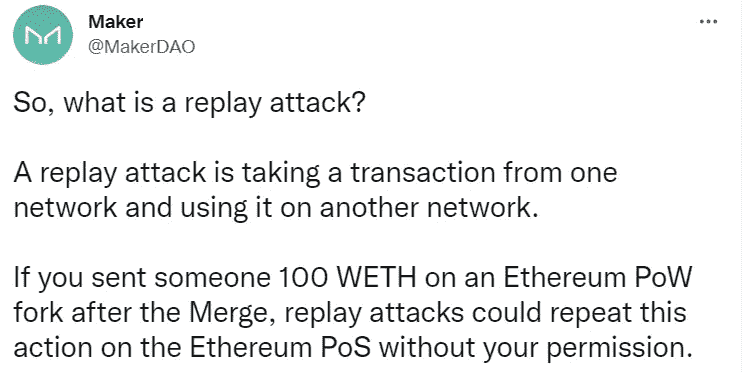 Maker
@MakerDAO
So, what is a replay attack?
A replay attack is taking a transaction from one
network and using it on another network.
If you sent someone 100 WETH on an Ethereum PoW
fork after the Merge, replay attacks could repeat this
action on the Ethereum PoS without your permission.